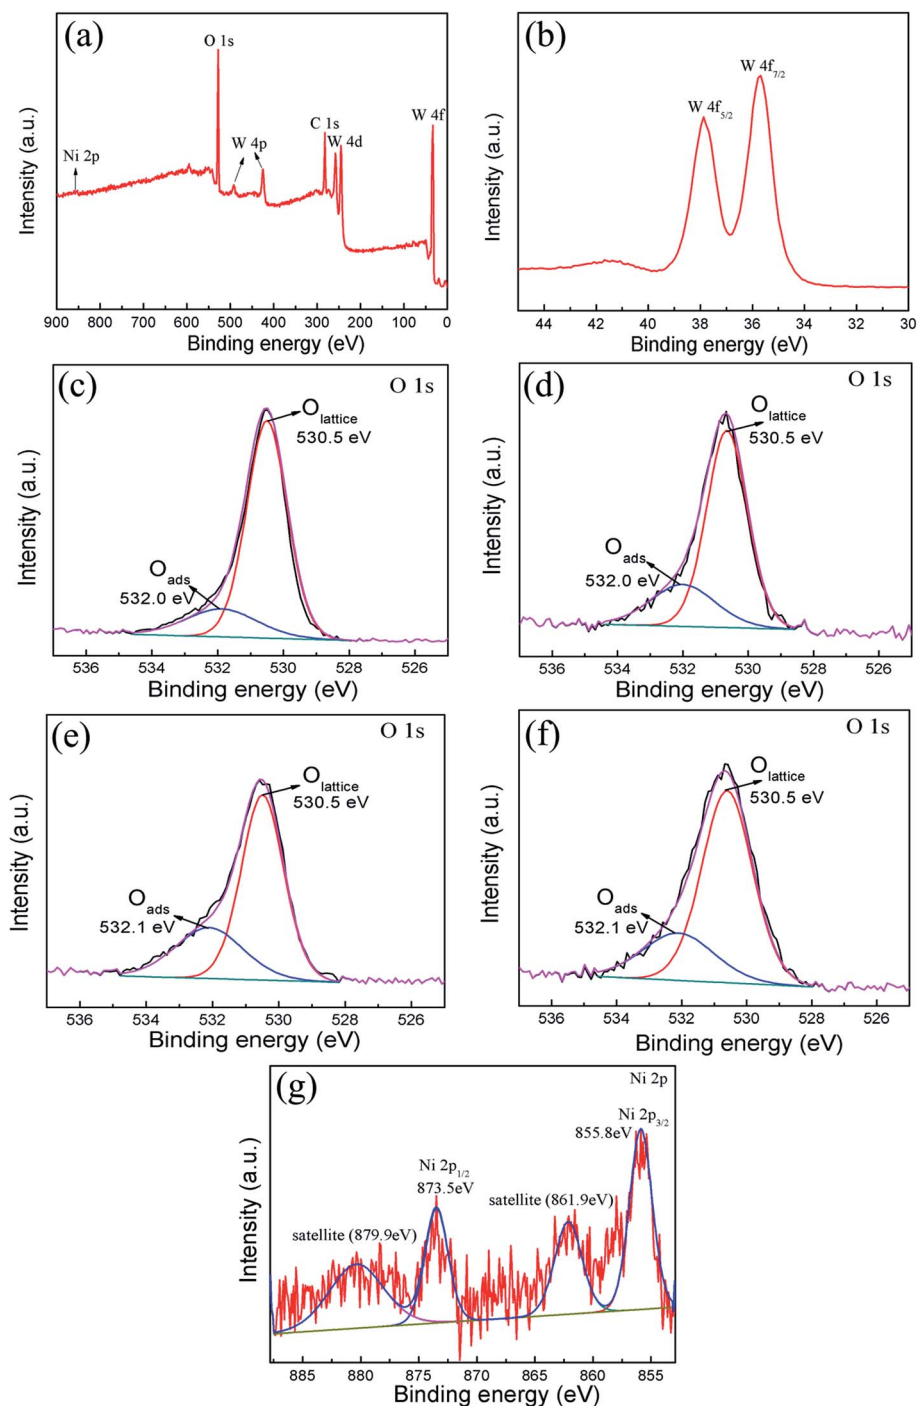 (a)
O 1s
Ni 2p
W 4p
C 1s
W 4d
W 4f
Intensity (a.u.)
900 800 700 600 500 400 300 200 100 0
Binding energy (eV)
(b)
W 4f5/2
W 4f7/2
Intensity (a.u.)
44 42 40 38 36 34 32 30
Binding energy (eV)
(c)
O 1s
Olattice
530.5 eV
Oads
532.0 eV
Intensity (a.u.)
536 534 532 530 528 526
Binding energy (eV)
(d)
O 1s
Olattice
530.5 eV
Oads
532.0 eV
Intensity (a.u.)
536 534 532 530 528 526
Binding energy (eV)
(e)
O 1s
Olattice
530.5 eV
Oads
532.1 eV
Intensity (a.u.)
536 534 532 530 528 526
Binding energy (eV)
(f)
O 1s
Olattice
530.5 eV
Oads
532.1 eV
Intensity (a.u.)
536 534 532 530 528 526
Binding energy (eV)
(g)
Ni 2p
Ni 2p3/2
855.8eV
Ni 2p1/2
873.5eV
satellite (861.9eV)
satellite (879.9eV)
Intensity (a.u.)
885 880 875 870 865 860 855
Binding energy (eV)